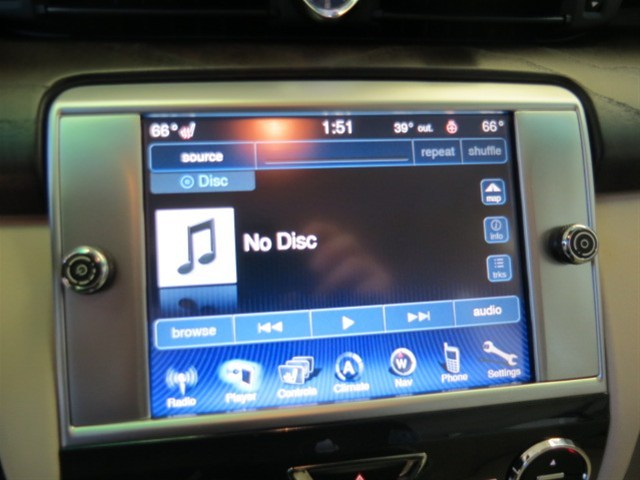 66° 1:51 39° out. 66°
source repeat shuffle
Disc
map
No Disc
info
trks
browse audio
Radio Player Controls Climate Nav Phone Settings
A W